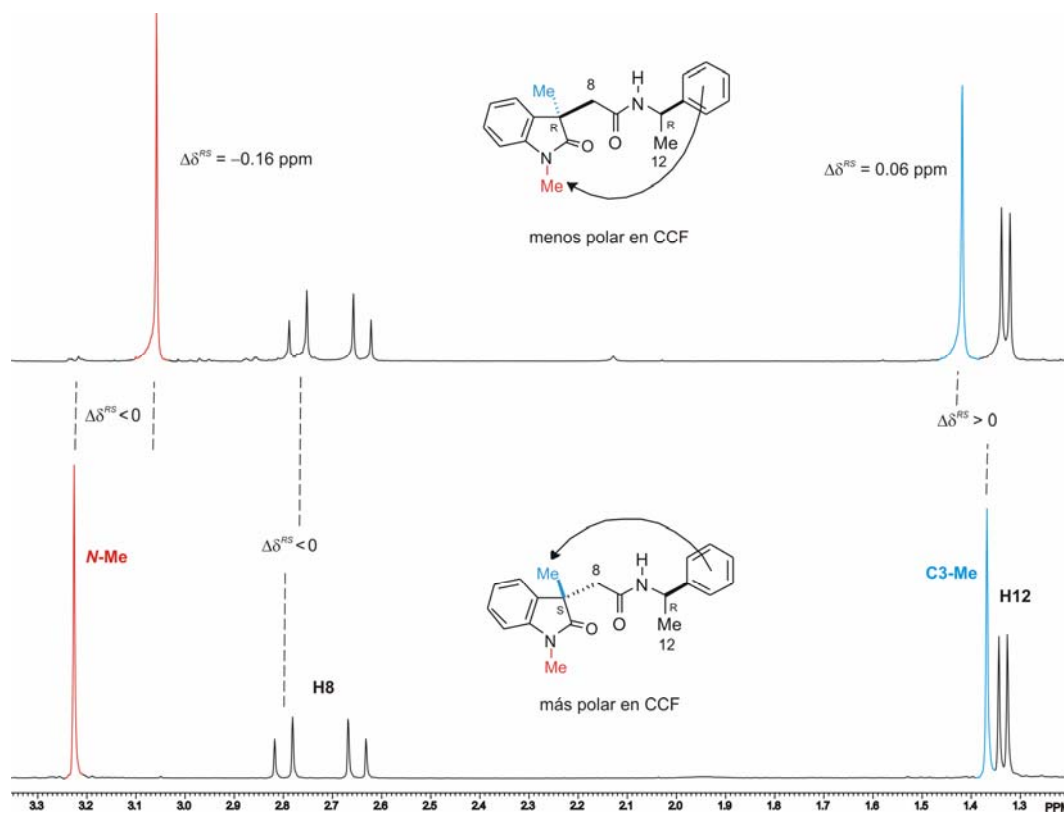 Me
8
H
N
R
R
O
O
Me
12
N
Me
Δδ^RS = –0.16 ppm
Δδ^RS = 0.06 ppm
menos polar en CCF
Δδ^RS < 0
Δδ^RS > 0
Δδ^RS < 0
N-Me
C3-Me
H12
H8
Me
8
H
N
S
R
O
O
Me
12
N
Me
más polar en CCF
3.3 3.2 3.1 3.0 2.9 2.8 2.7 2.6 2.5 2.4 2.3 2.2 2.1 2.0 1.9 1.8 1.7 1.6 1.5 1.4 1.3 PPM